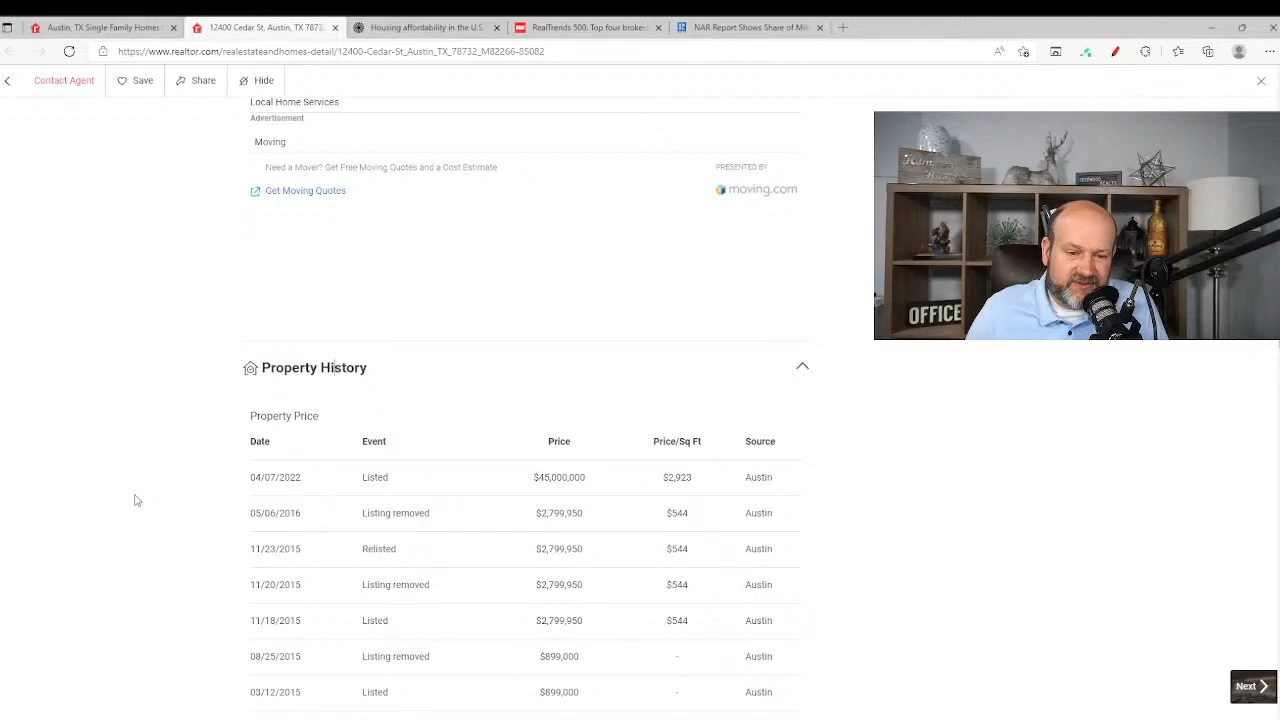 Austin, TX Single Family Homes
12400 Cedar St, Austin, TX 7873
Housing affordability in the U.S.
RealTrends 500: Top four broker
NAR Report Shows Share of Mi
https://www.realtor.com/realestateandhomes-detail/12400-Cedar-St_Austin_TX_78732_M82266-85082
Contact Agent
Save
Share
Hide
Local Home Services
Advertisement
Moving
Need a Mover? Get Free Moving Quotes and a Cost Estimate
PRESENTED BY
Get Moving Quotes
moving.com
DEERWOOD REALTY
OFFICE
Property History
Property Price
Date Event Price Price/Sq Ft Source
04/07/2022 Listed $45,000,000 $2,923 Austin
05/06/2016 Listing removed $2,799,950 $544 Austin
11/23/2015 Relisted $2,799,950 $544 Austin
11/20/2015 Listing removed $2,799,950 $544 Austin
11/18/2015 Listed $2,799,950 $544 Austin
08/25/2015 Listing removed $899,000 - Austin
03/12/2015 Listed $899,000 - Austin
Next